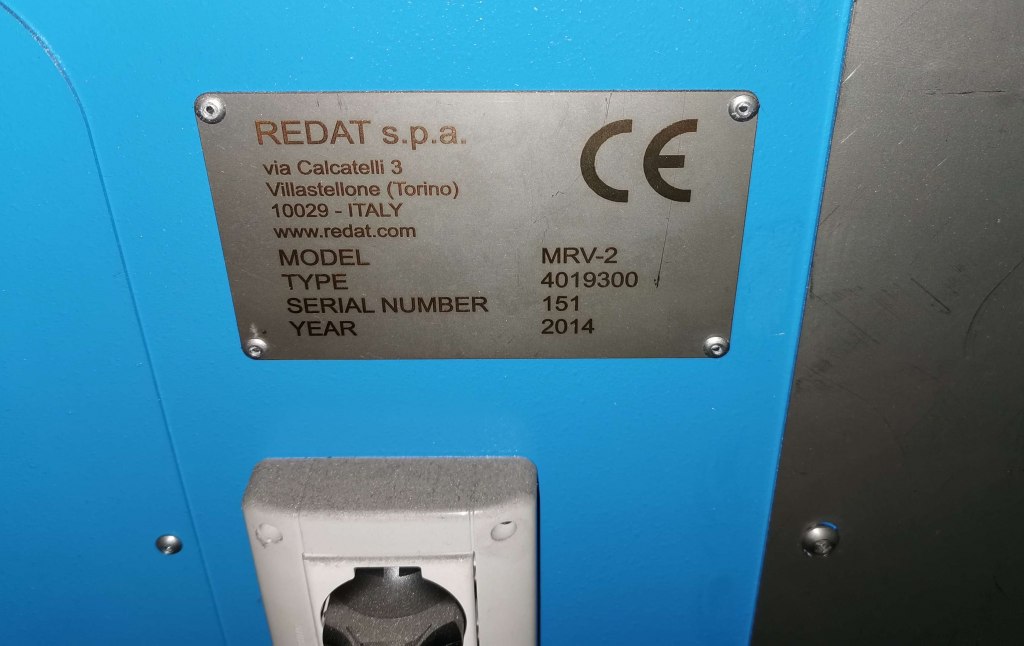 REDAT s.p.a.
via Calcatelli 3
Villastellone (Torino)
10029 - ITALY
www.redat.com
CE
MODEL MRV-2
TYPE 4019300
SERIAL NUMBER 151
YEAR 2014